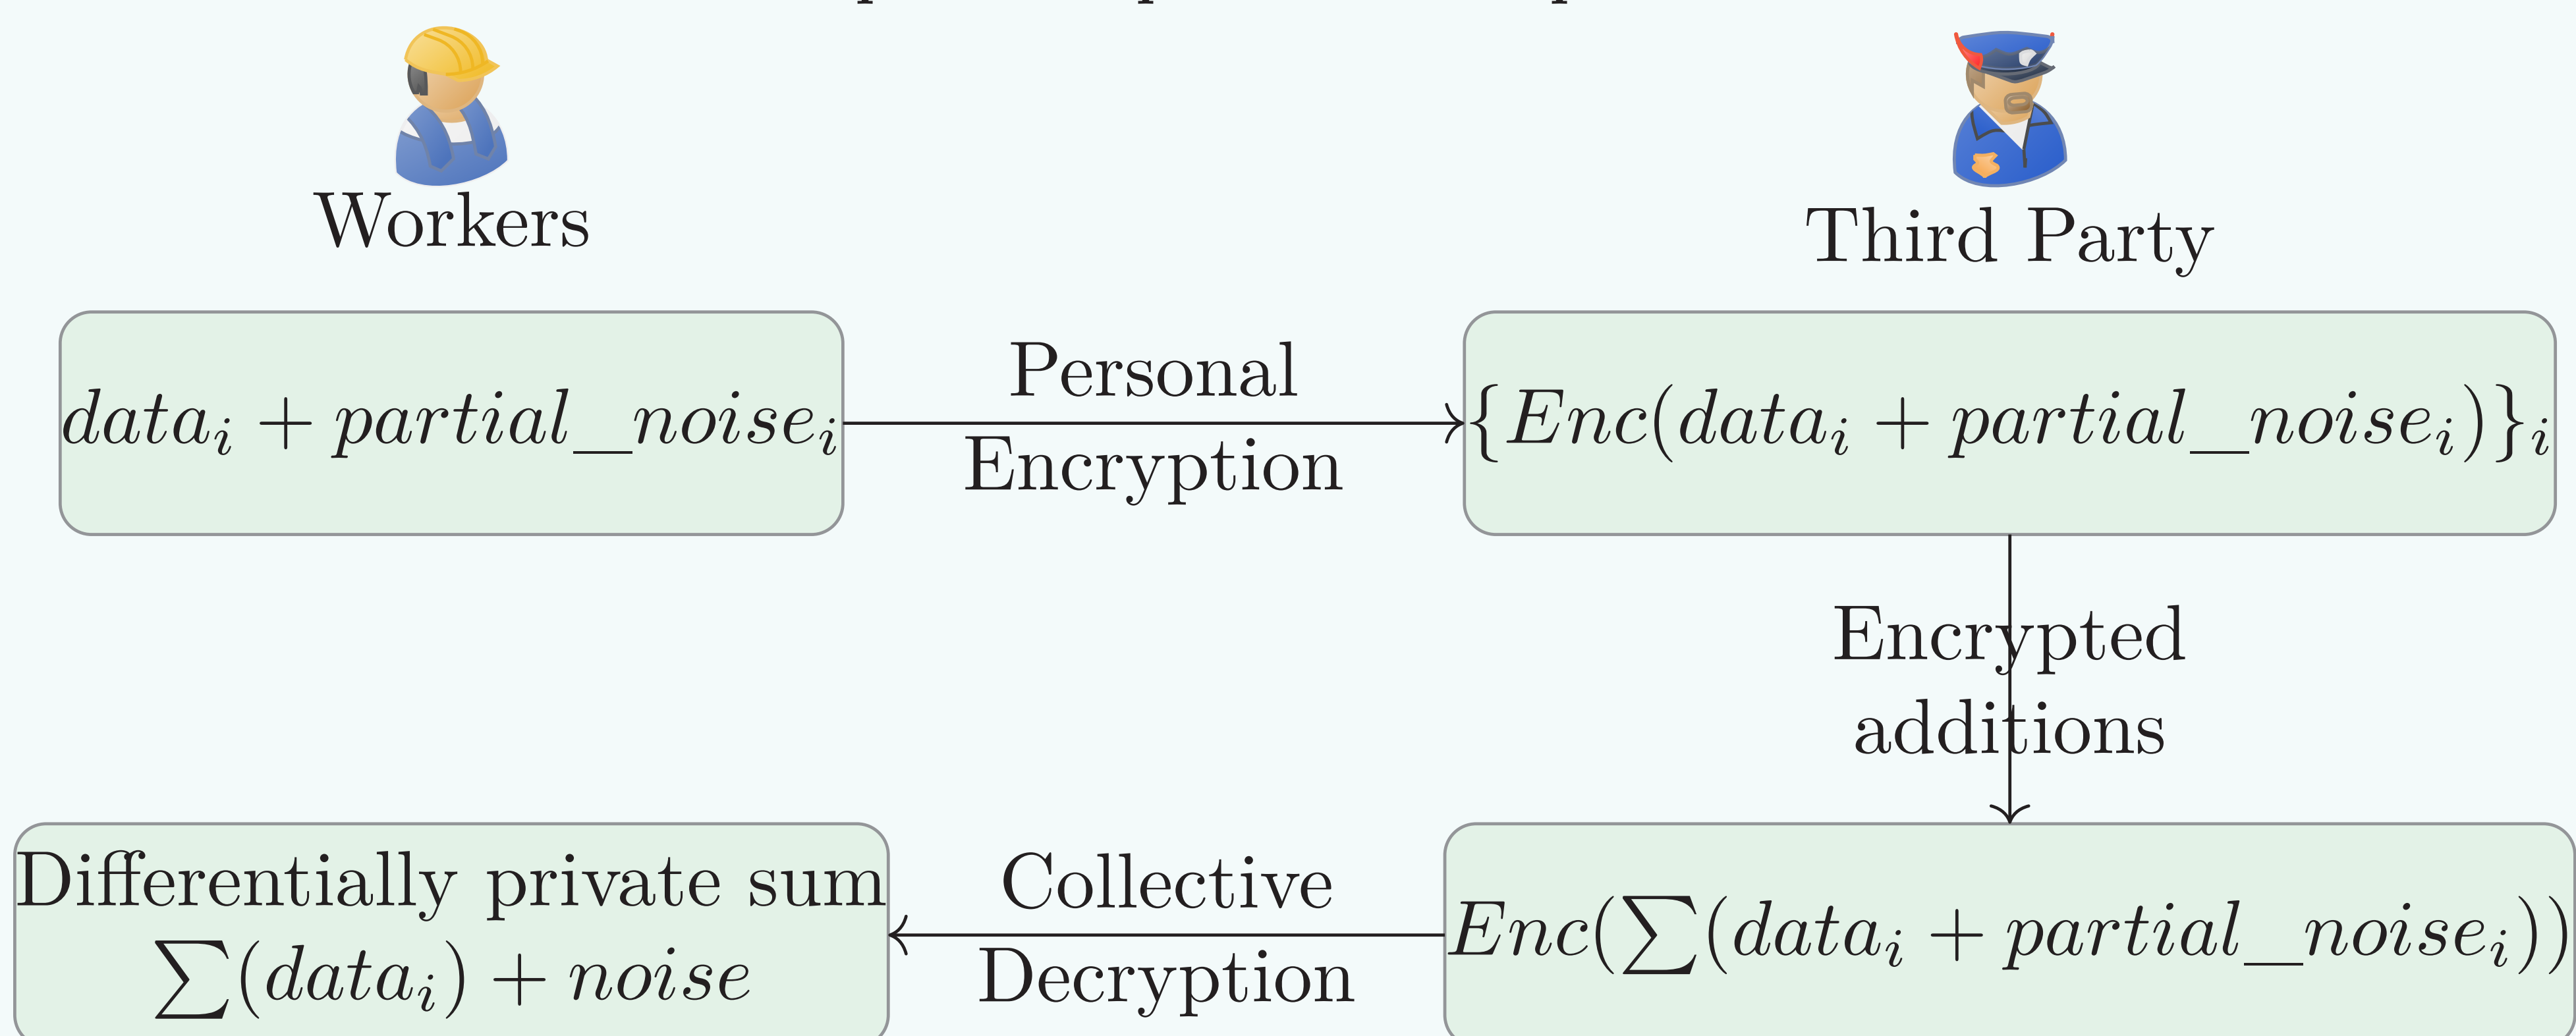 Workers
Third Party
data_i + partial_noise_i
Personal
Encryption
{Enc(data_i + partial_noise_i)}_i
Encrypted
additions
Differentially private sum
∑(data_i) + noise
Collective
Decryption
Enc(∑(data_i + partial_noise_i))